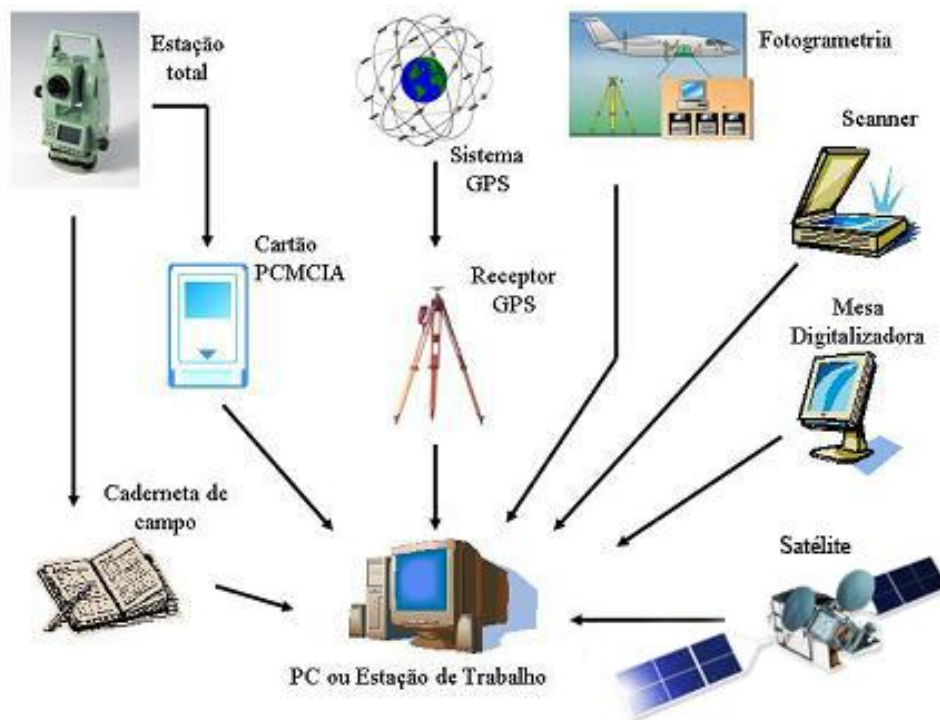 Estação
total
Fotogrametria
Scanner
Sistema
GPS
Cartão
PCMCIA
Receptor
GPS
Mesa
Digitalizadora
Caderneta de
campo
Satélite
PC ou Estação de Trabalho